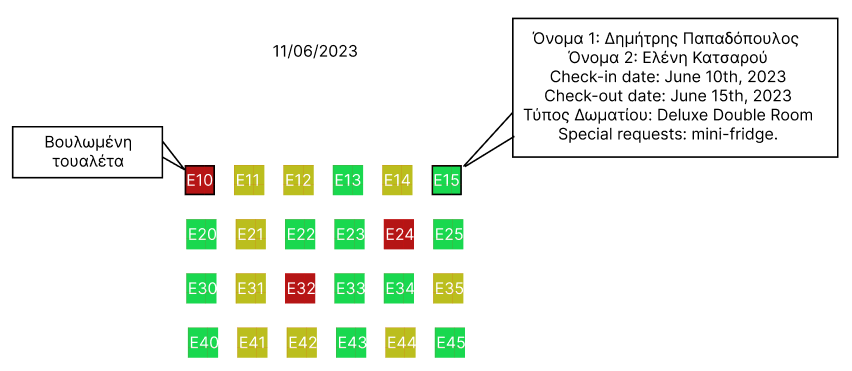 11/06/2023
Όνομα 1: Δημήτρης Παπαδόπουλος
Όνομα 2: Ελένη Κατσαρού
Check-in date: June 10th, 2023
Check-out date: June 15th, 2023
Τύπος Δωματίου: Deluxe Double Room
Special requests: mini-fridge.
Βουλωμένη
τουαλέτα
E10 E11 E12 E13 E14 E15
E20 E21 E22 E23 E24 E25
E30 E31 E32 E33 E34 E35
E40 E41 E42 E43 E44 E45